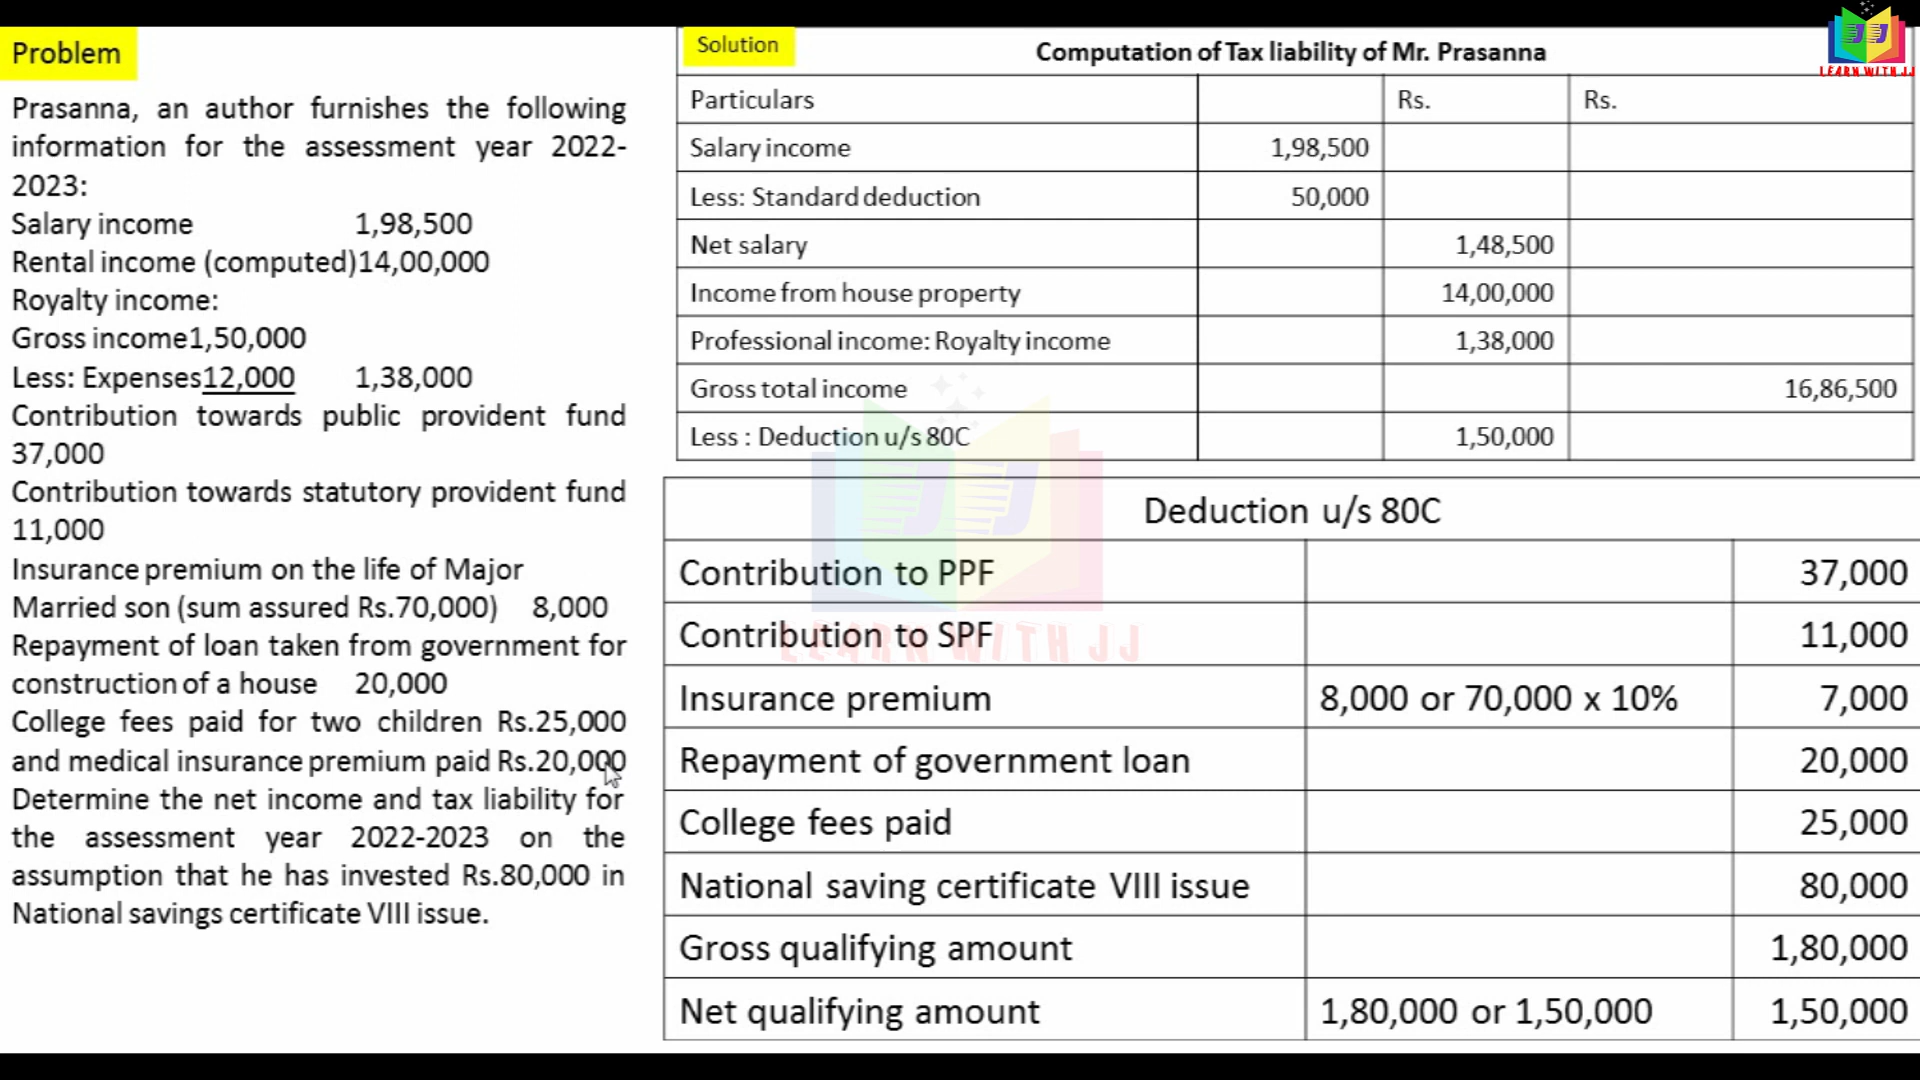 Problem
Prasanna, an author furnishes the following
information for the assessment year 2022-
2023:
Salary income 1,98,500
Rental income (computed)14,00,000
Royalty income:
Gross income1,50,000
Less: Expenses12,000 1,38,000
Contribution towards public provident fund
37,000
Contribution towards statutory provident fund
11,000
Insurance premium on the life of Major
Married son (sum assured Rs.70,000) 8,000
Repayment of loan taken from government for
construction of a house 20,000
College fees paid for two children Rs.25,000
and medical insurance premium paid Rs.20,000
Determine the net income and tax liability for
the assessment year 2022-2023 on the
assumption that he has invested Rs.80,000 in
National savings certificate VIII issue.
Solution
Computation of Tax liability of Mr. Prasanna
Particulars Rs. Rs.
Salary income 1,98,500
Less: Standard deduction 50,000
Net salary 1,48,500
Income from house property 14,00,000
Professional income: Royalty income 1,38,000
Gross total income 16,86,500
Less : Deduction u/s 80C 1,50,000
Deduction u/s 80C
Contribution to PPF 37,000
Contribution to SPF 11,000
Insurance premium 8,000 or 70,000 x 10% 7,000
Repayment of government loan 20,000
College fees paid 25,000
National saving certificate VIII issue 80,000
Gross qualifying amount 1,80,000
Net qualifying amount 1,80,000 or 1,50,000 1,50,000
JJ
LEARN WITH JJ
JJ
LEARN WITH JJ